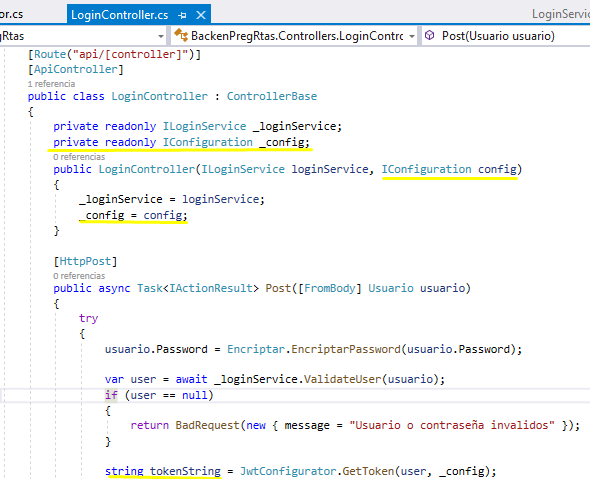 or.cs LoginController.cs LoginServic
gRtas BackenPregRtas.Controllers.LoginContro Post(Usuario usuario)
[Route("api/[controller]")]
[ApiController]
1 referencia
public class LoginController : ControllerBase
{
private readonly ILoginService _loginService;
private readonly IConfiguration _config;
0 referencias
public LoginController(ILoginService loginService, IConfiguration config)
{
_loginService = loginService;
_config = config;
}
[HttpPost]
0 referencias
public async Task<IActionResult> Post([FromBody] Usuario usuario)
{
try
{
usuario.Password = Encriptar.EncriptarPassword(usuario.Password);
var user = await _loginService.ValidateUser(usuario);
if (user == null)
{
return BadRequest(new { message = "Usuario o contraseña invalidos" });
}
string tokenString = JwtConfigurator.GetToken(user, _config);